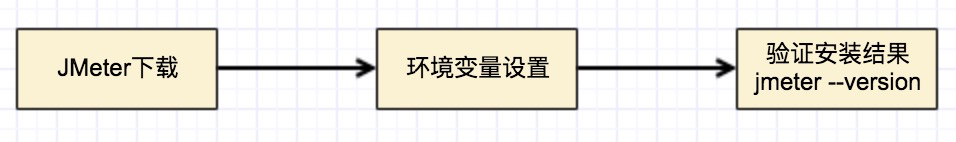 JMeter下载
环境变量设置
验证安装结果
jmeter --version